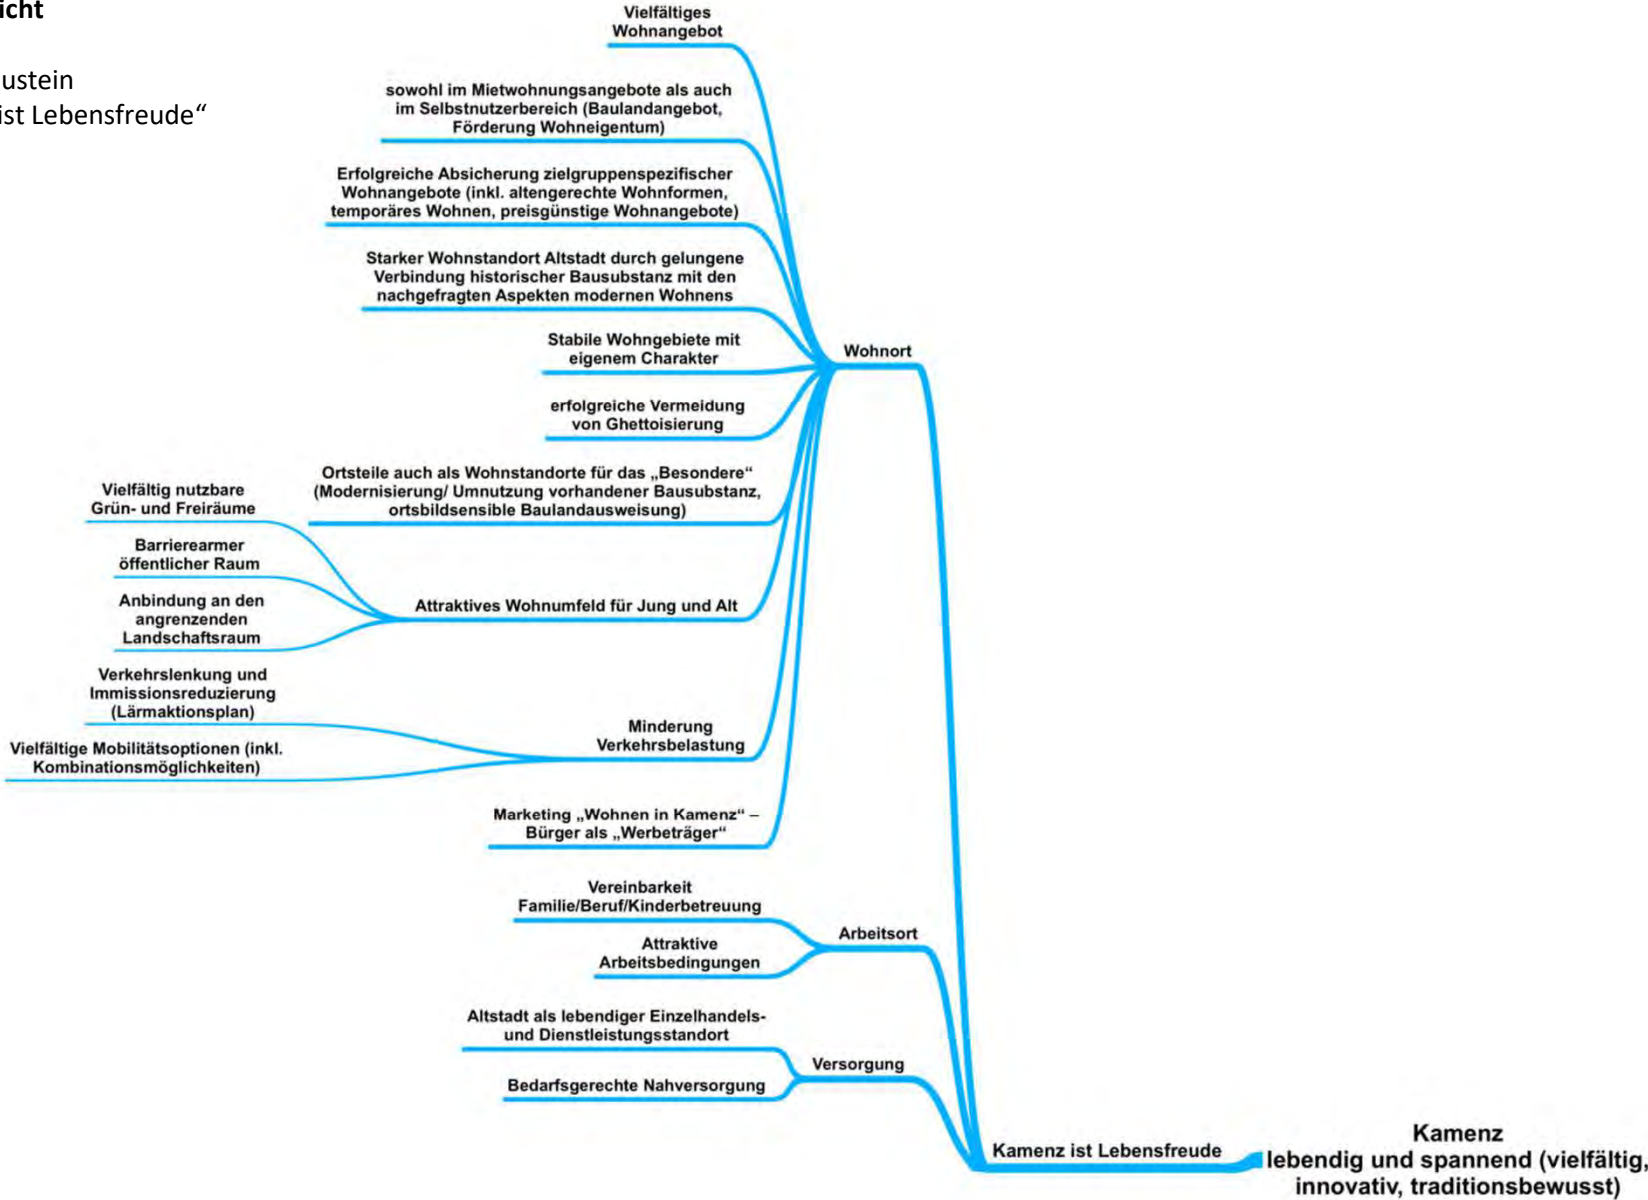 icht
ustein
ist Lebensfreude“
Vielfältiges
Wohnangebot
sowohl im Mietwohnungsangebote als auch
im Selbstnutzerbereich (Baulandangebot,
Förderung Wohneigentum)
Erfolgreiche Absicherung zielgruppenspezifischer
Wohnangebote (inkl. altengerechte Wohnformen,
temporäres Wohnen, preisgünstige Wohnangebote)
Starker Wohnstandort Altstadt durch gelungene
Verbindung historischer Bausubstanz mit den
nachgefragten Aspekten modernen Wohnens
Stabile Wohngebiete mit
eigenem Charakter
Wohnort
erfolgreiche Vermeidung
von Ghettoisierung
Ortsteile auch als Wohnstandorte für das „Besondere“
(Modernisierung/ Umnutzung vorhandener Bausubstanz,
ortsbildsensible Baulandausweisung)
Vielfältig nutzbare
Grün- und Freiräume
Barrierearmer
öffentlicher Raum
Anbindung an den
angrenzenden
Landschaftsraum
Attraktives Wohnumfeld für Jung und Alt
Verkehrslenkung und
Immissionsreduzierung
(Lärmaktionsplan)
Vielfältige Mobilitätsoptionen (inkl.
Kombinationsmöglichkeiten)
Minderung
Verkehrsbelastung
Marketing „Wohnen in Kamenz“ –
Bürger als „Werbeträger“
Vereinbarkeit
Familie/Beruf/Kinderbetreuung
Attraktive
Arbeitsbedingungen
Arbeitsort
Altstadt als lebendiger Einzelhandels-
und Dienstleistungsstandort
Bedarfsgerechte Nahversorgung
Versorgung
Kamenz ist Lebensfreude
Kamenz
lebendig und spannend (vielfältig,
innovativ, traditionsbewusst)